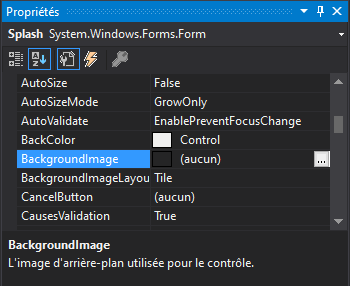 Propriétés
Splash System.Windows.Forms.Form
AutoSize False
AutoSizeMode GrowOnly
AutoValidate EnablePreventFocusChange
BackColor Control
BackgroundImage (aucun) ...
BackgroundImageLayou Tile
CancelButton (aucun)
CausesValidation True
BackgroundImage
L'image d'arrière-plan utilisée pour le contrôle.